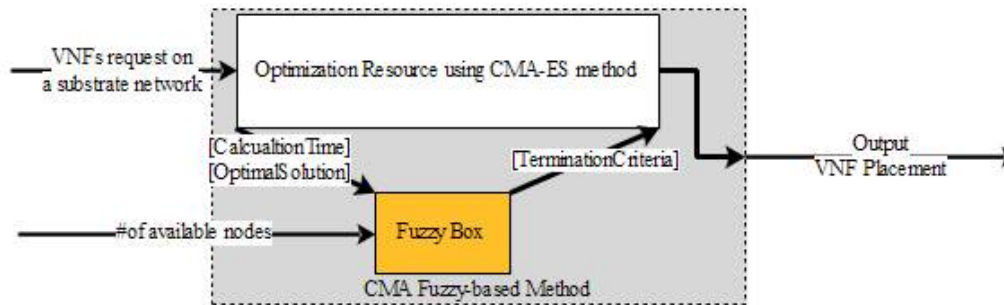 VNFs request on
a substrate network
Optimization Resource using CMA-ES method
[CalcualtionTime]
[OptimalSolution]
[TerminationCriteria]
Output
VNF Placement
#of available nodes
Fuzzy Box
CMA Fuzzy-based Method